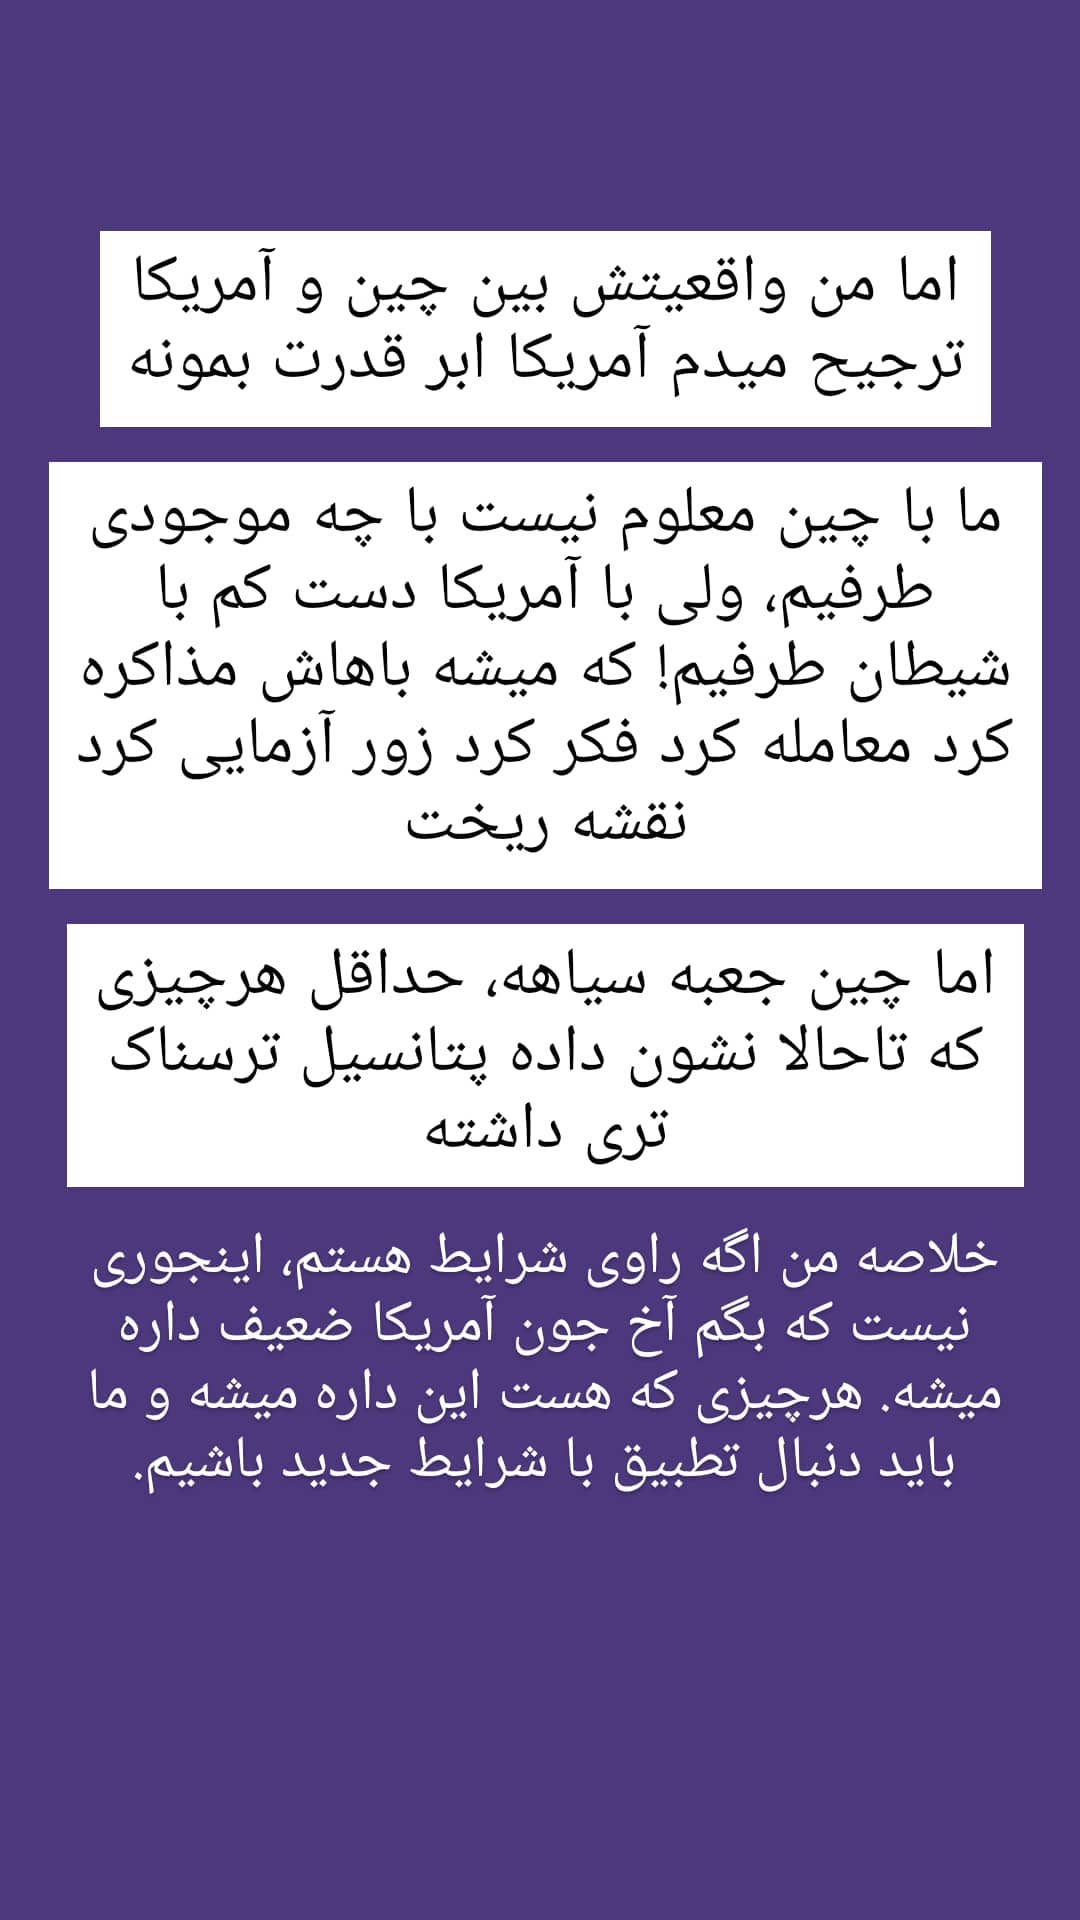 اما من واقعیتش بین چین و آمریکا
ترجیح میدم آمریکا ابر قدرت بمونه
ما با چین معلوم نیست با چه موجودی
طرفیم، ولی با آمریکا دست کم با
شیطان طرفیم! که میشه باهاش مذاکره
کرد معامله کرد فکر کرد زور آزمایی کرد
نقشه ریخت
اما چین جعبه سیاهه، حداقل هرچیزی
که تاحالا نشون داده پتانسیل ترسناک
تری داشته
خلاصه من اگه راوی شرایط هستم، اینجوری
نیست که بگم آخ جون آمریکا ضعیف داره
میشه. هرچیزی که هست این داره میشه و ما
باید دنبال تطبیق با شرایط جدید باشیم.